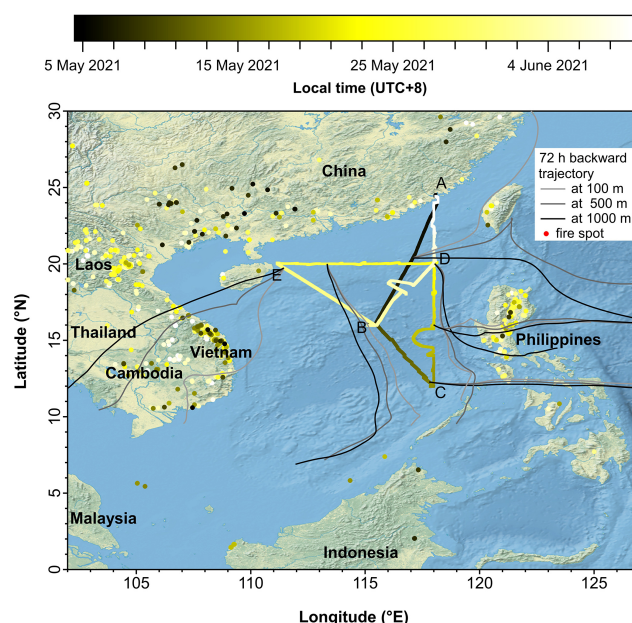 5 May 2021 15 May 2021 25 May 2021 4 June 2021
Local time (UTC+8)
72 h backward
trajectory
at 100 m
at 500 m
at 1000 m
fire spot
China
A
Laos
E
D
Thailand
Vietnam
B
Philippines
Cambodia
C
Malaysia
Indonesia
Latitude (°N)
30
25
20
15
10
5
0
105 110 115 120 125
Longitude (°E)